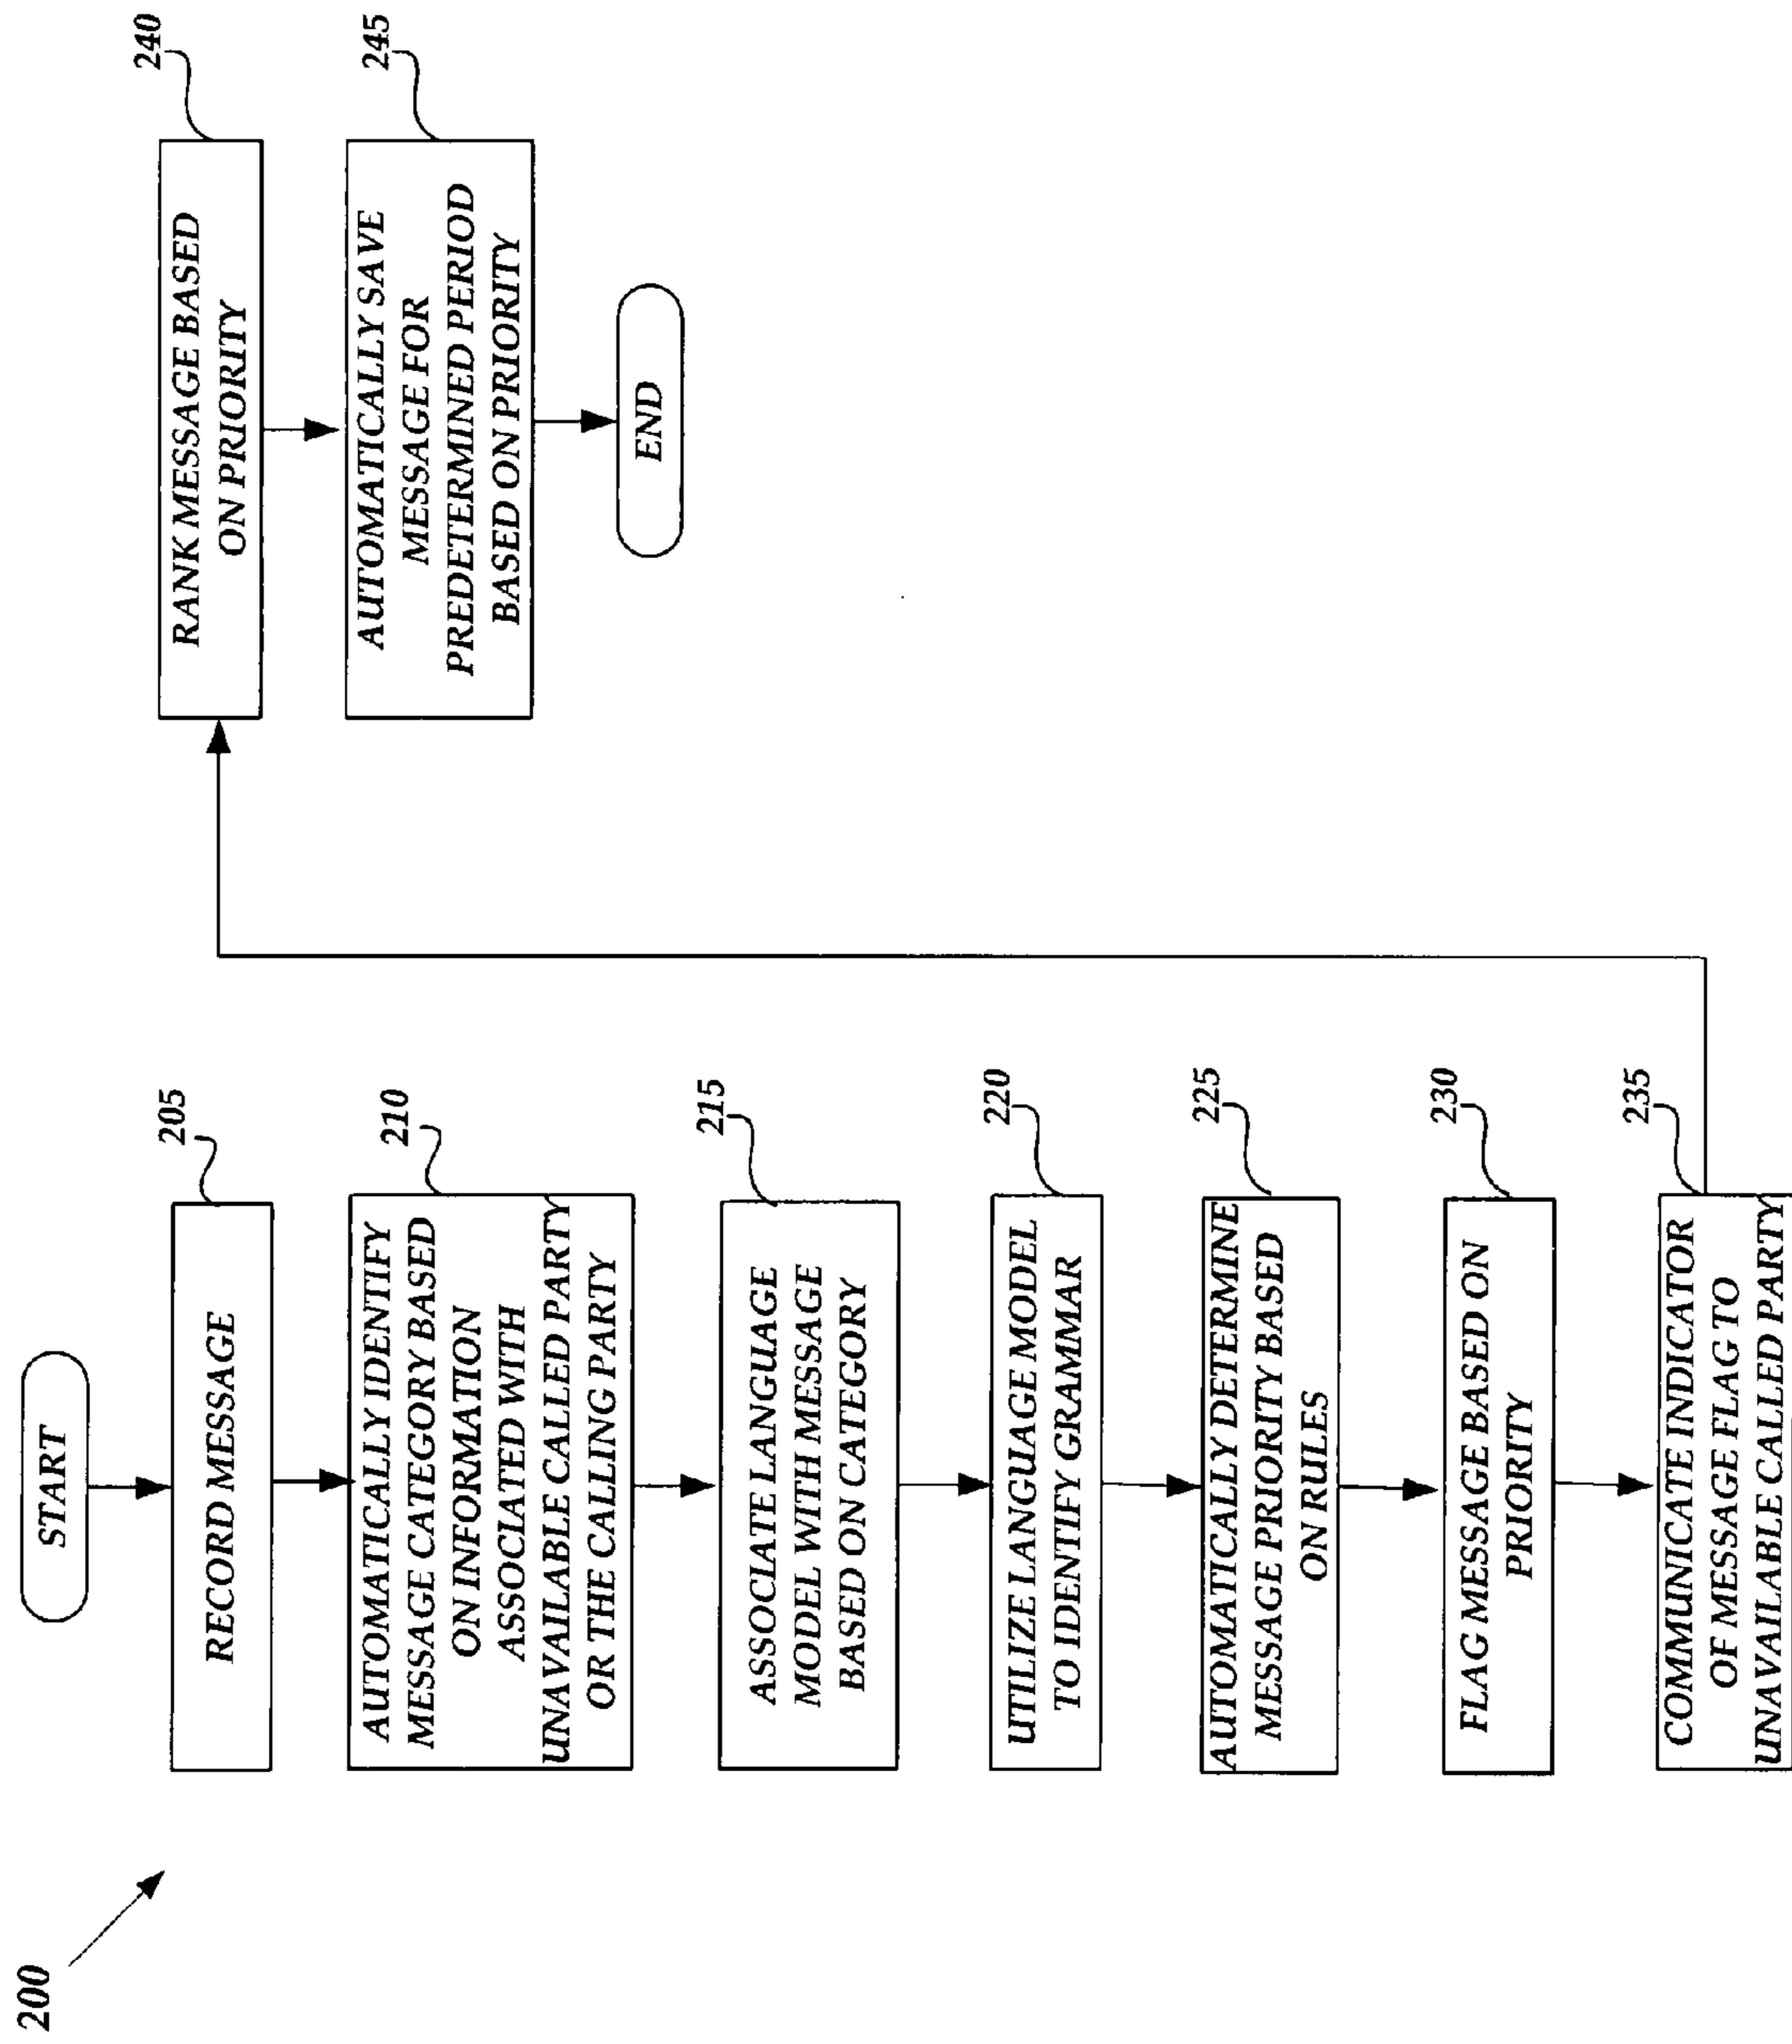 200
START
205
RECORD MESSAGE
210
AUTOMATICALLY IDENTIFY
MESSAGE CATEGORY BASED
ON INFORMATION
ASSOCIATED WITH
UNAVAILABLE CALLED PARTY
OR THE CALLING PARTY
215
ASSOCIATE LANGUAGE
MODEL WITH MESSAGE
BASED ON CATEGORY
220
UTILIZE LANGUAGE MODEL
TO IDENTIFY GRAMMAR
225
AUTOMATICALLY DETERMINE
MESSAGE PRIORITY BASED
ON RULES
230
FLAG MESSAGE BASED ON
PRIORITY
235
COMMUNICATE INDICATOR
OF MESSAGE FLAG TO
UNAVAILABLE CALLED PARTY
240
RANK MESSAGE BASED
ON PRIORITY
245
AUTOMATICALLY SAVE
MESSAGE FOR
PREDETERMINED PERIOD
BASED ON PRIORITY
END